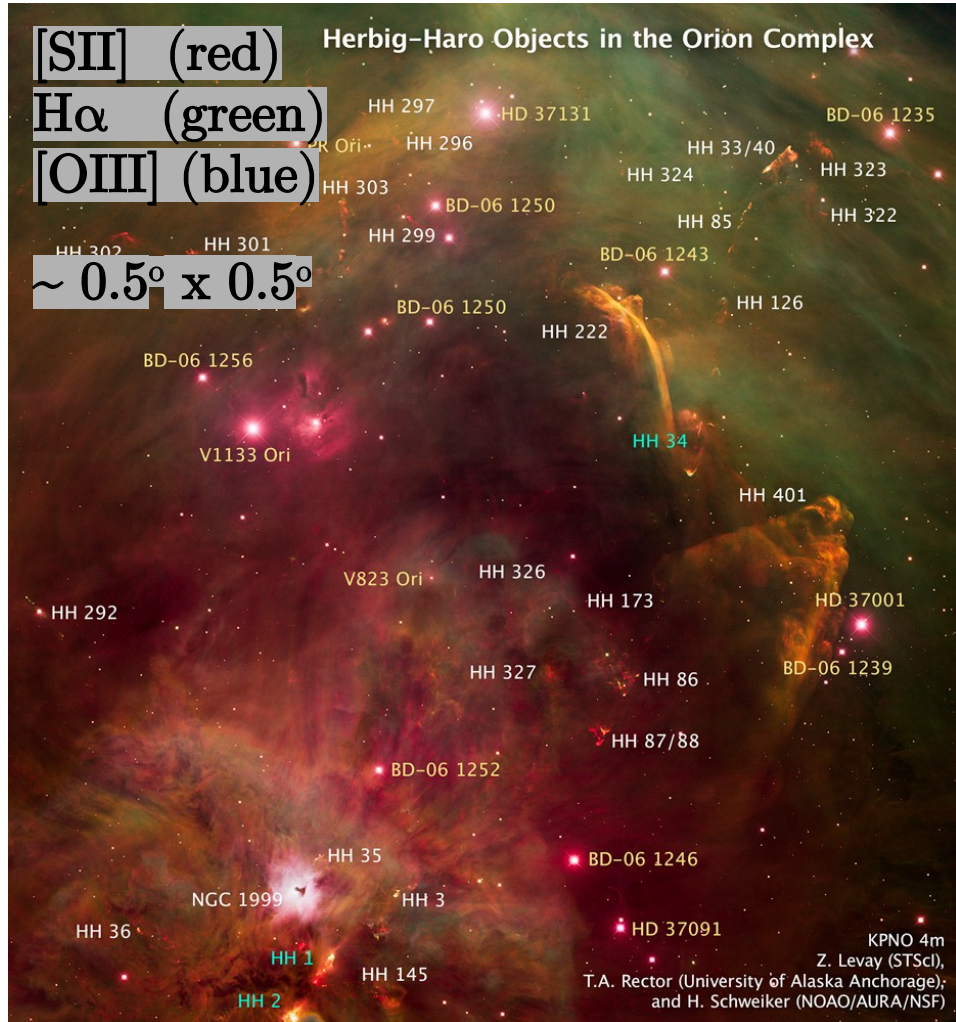 Herbig-Haro Objects in the Orion Complex
[SII] (red)
Hα (green)
[OIII] (blue)
~ 0.5º x 0.5º
HH 297
HD 37131
BD-06 1235
HH 296
PR Ori
HH 33/40
HH 324
HH 323
HH 303
BD-06 1250
HH 85
HH 322
HH 299
HH 301
HH 302
BD-06 1243
HH 126
BD-06 1250
HH 222
BD-06 1256
HH 34
V1133 Ori
HH 401
HH 326
V823 Ori
HH 173
HD 37001
HH 292
BD-06 1239
HH 327
HH 86
HH 87/88
BD-06 1252
HH 35
BD-06 1246
NGC 1999
HH 3
HH 36
HD 37091
HH 1
HH 145
HH 2
KPNO 4m
Z. Levay (STScI),
T.A. Rector (University of Alaska Anchorage),
and H. Schweiker (NOAO/AURA/NSF)